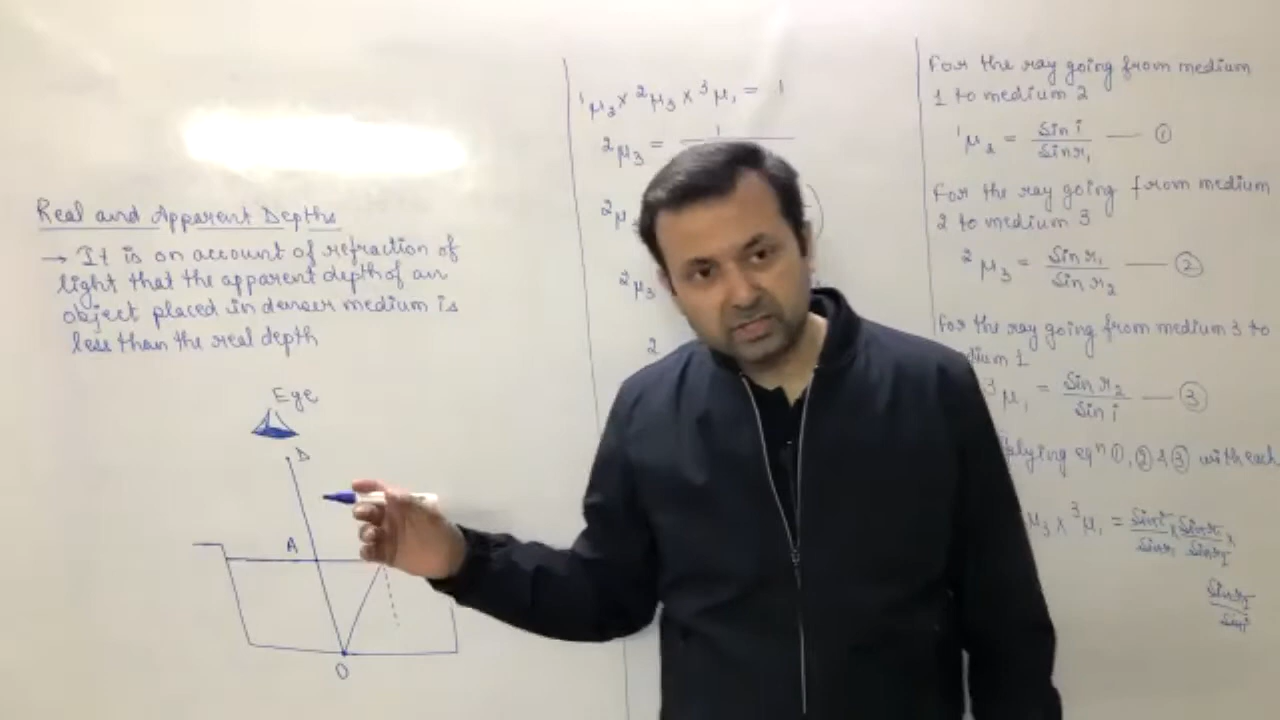 Real and Apparent Depths
→ It is on account of refraction of
light that the apparent depth of an
object placed in denser medium is
less than the real depth
Eye
D
A
O
¹μ₂ x ²μ₃ x ³μ₁ = 1
²μ₃ = 1
²μ
²μ₃
2
For the ray going from medium
1 to medium 2
¹μ₂ = Sin i / Sin r₁ — ①
For the ray going from medium
2 to medium 3
²μ₃ = Sin r₁ / Sin r₂ — ②
For the ray going from medium 3 to
dium 1
³μ₁ = Sin r₂ / Sin i — ③
plying eqⁿ ①, ② & ③ with each
μ₃ x ³μ₁ = Sin i / Sin r₁ x Sin r₁ / Sin r₂ x
Sin r₂ / Sin i